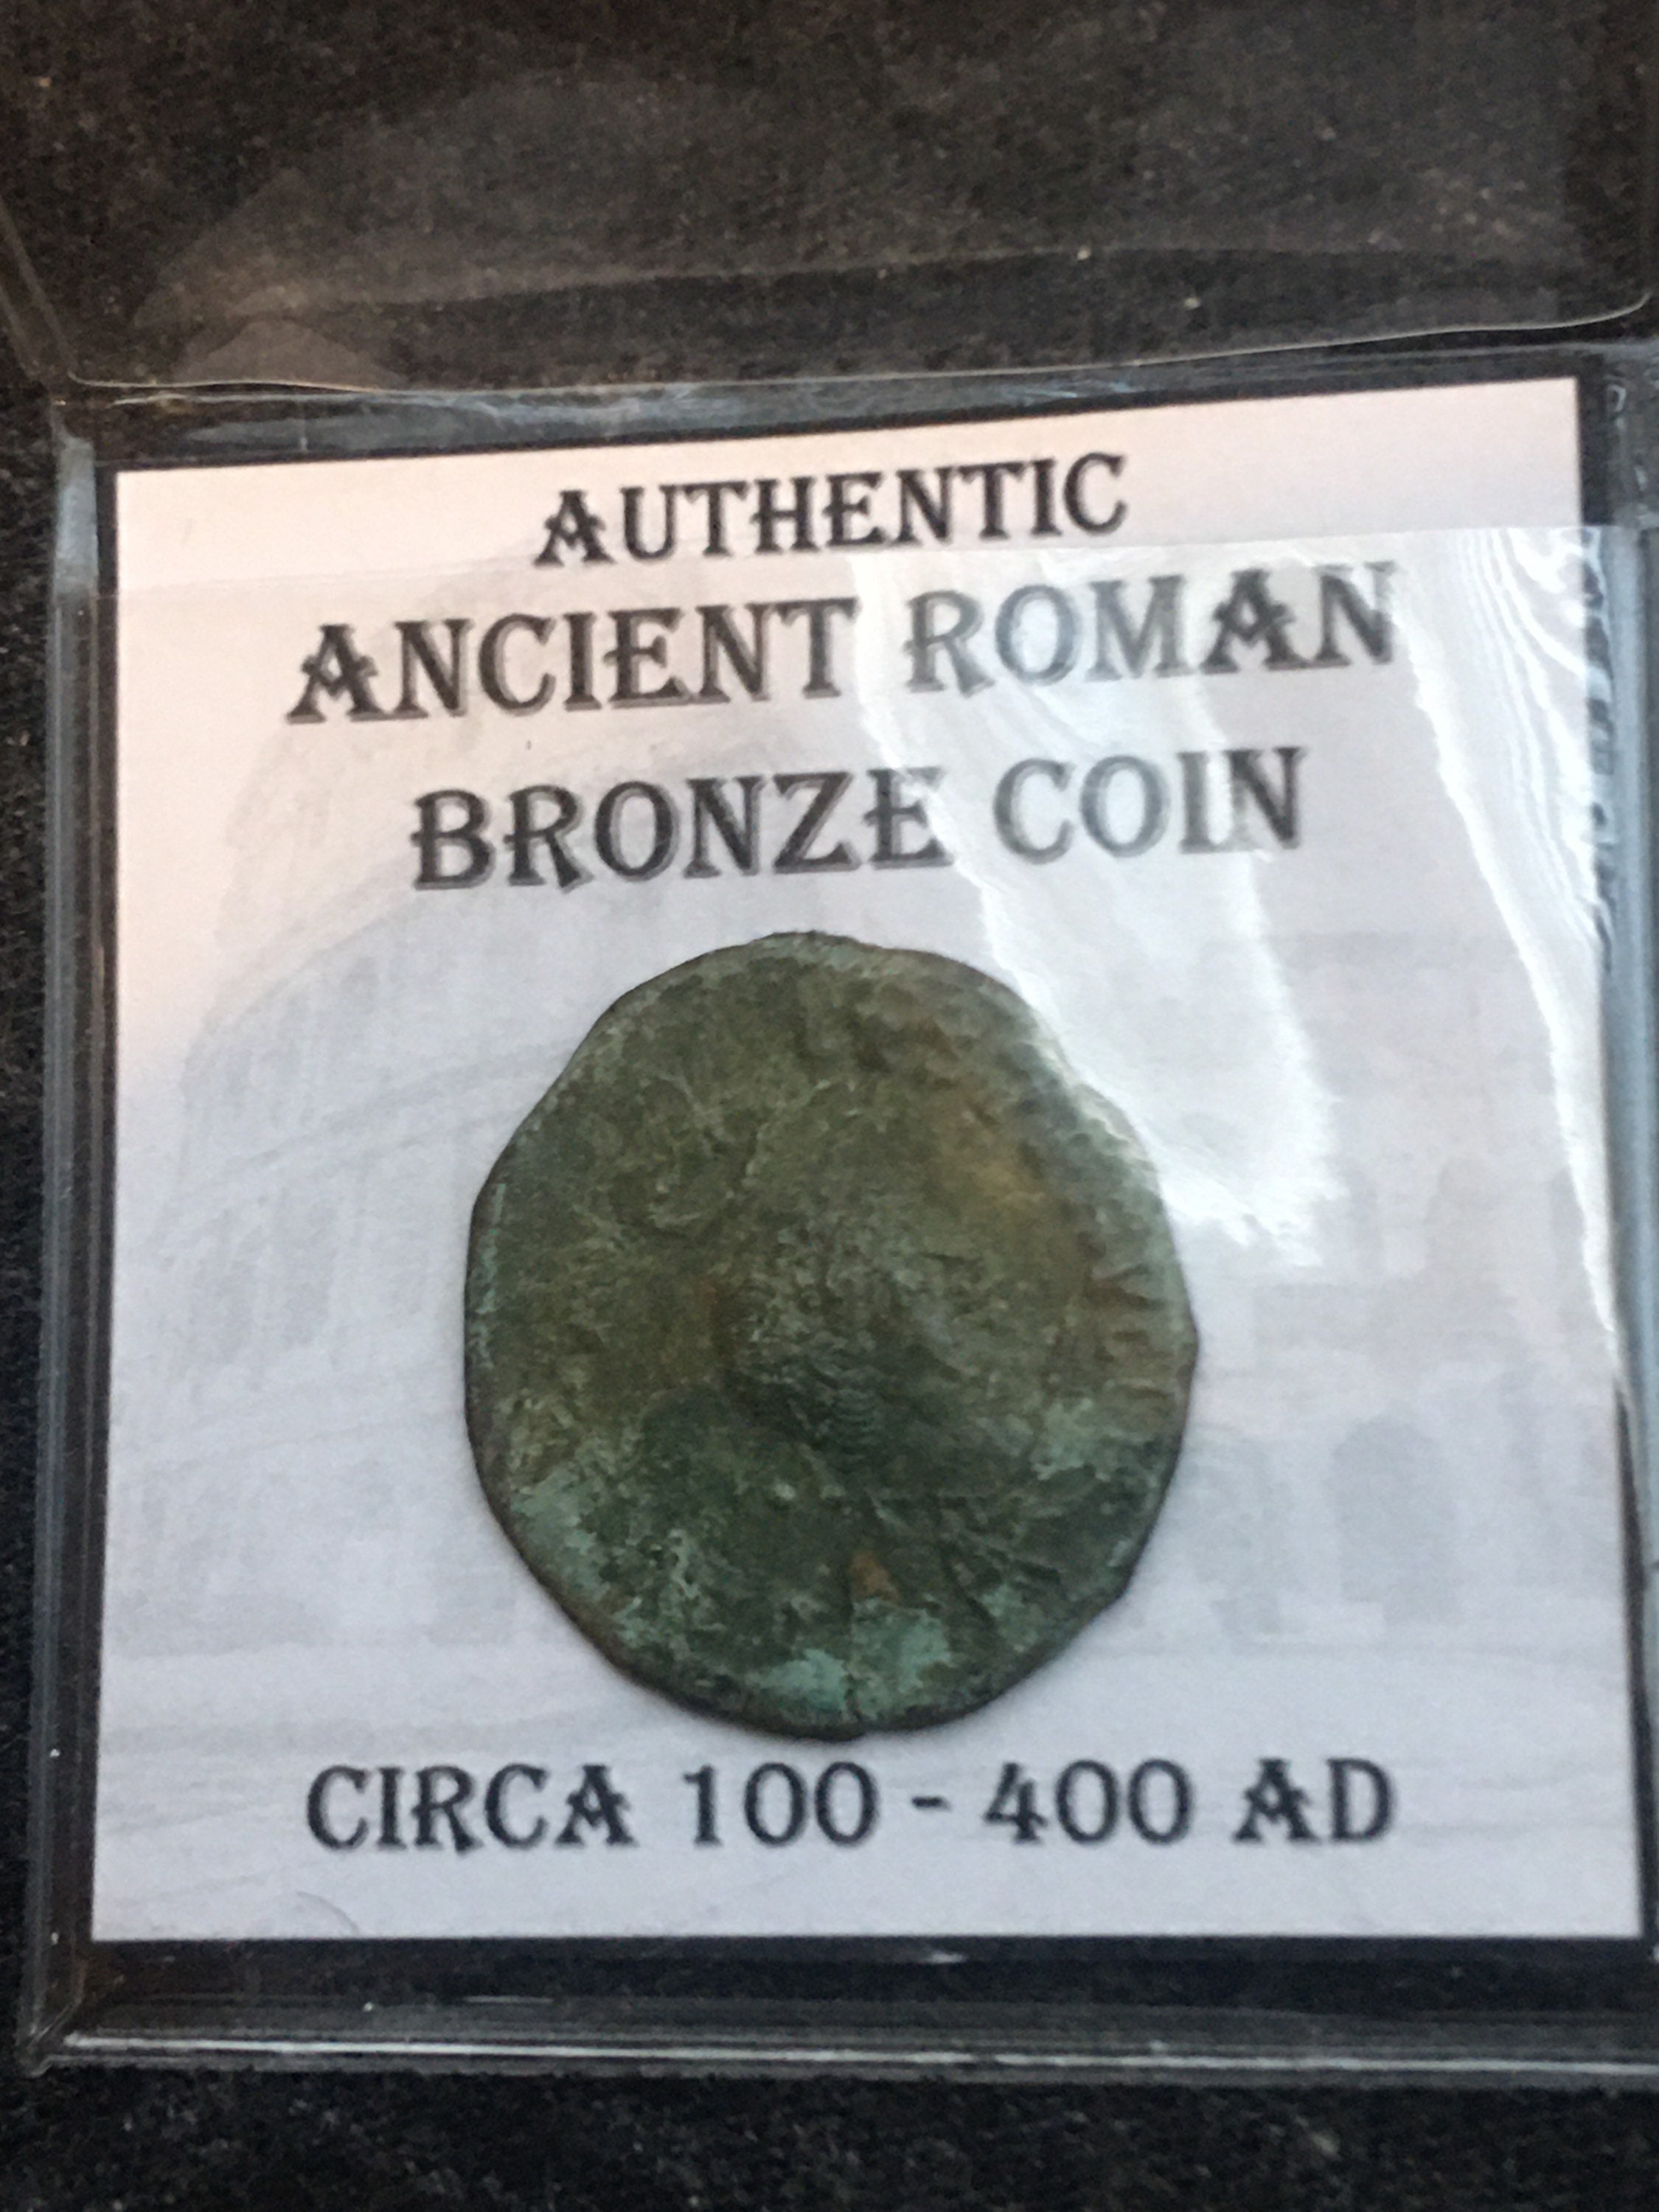 AUTHENTIC
ANCIENT ROMAN
BRONZE COIN
CIRCA 100 - 400 AD